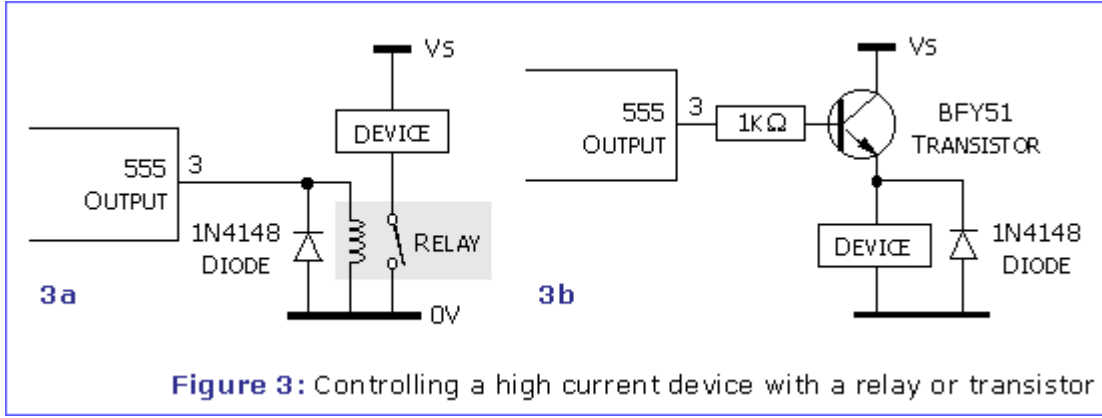 VS
DEVICE
555
OUTPUT
3
1N4148
DIODE
RELAY
0V
3a
VS
555
OUTPUT
3
1KΩ
BFY51
TRANSISTOR
DEVICE
1N4148
DIODE
3b
Figure 3: Controlling a high current device with a relay or transistor